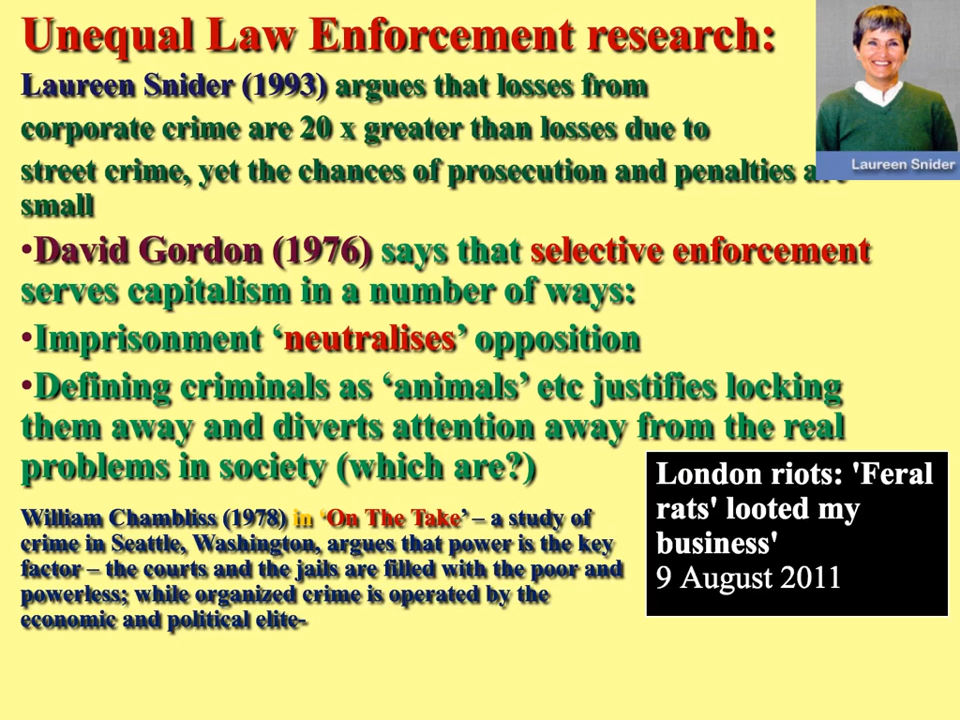 Unequal Law Enforcement research:
Laureen Snider (1993) argues that losses from
corporate crime are 20 x greater than losses due to
street crime, yet the chances of prosecution and penalties are
small
Laureen Snider
•David Gordon (1976) says that selective enforcement
serves capitalism in a number of ways:
•Imprisonment ‘neutralises’ opposition
•Defining criminals as ‘animals’ etc justifies locking
them away and diverts attention away from the real
problems in society (which are?)
William Chambliss (1978) in ‘On The Take’ – a study of
crime in Seattle, Washington, argues that power is the key
factor – the courts and the jails are filled with the poor and
powerless; while organized crime is operated by the
economic and political elite-
London riots: 'Feral
rats' looted my
business'
9 August 2011